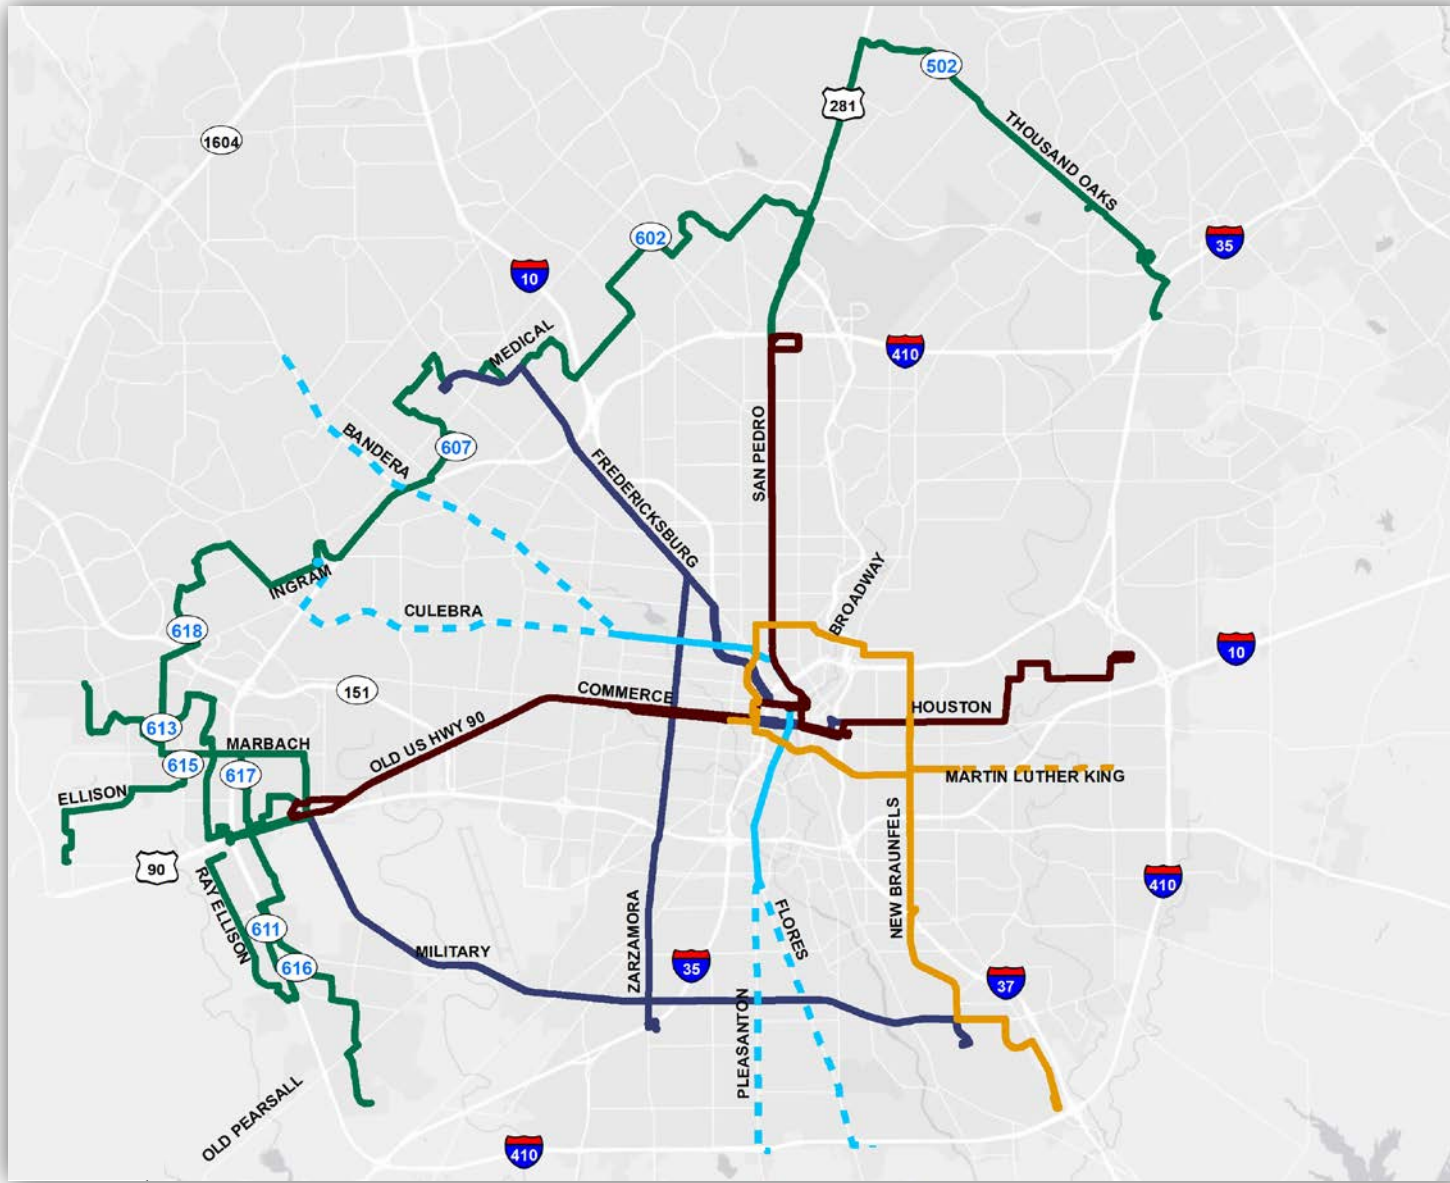 502
281
THOUSAND OAKS
1604
602
35
10
MEDICAL
410
BANDERA
607
FREDERICKSBURG
SAN PEDRO
INGRAM
CULEBRA
BROADWAY
618
10
151
COMMERCE
HOUSTON
613
OLD US HWY 90
MARBACH
615
617
MARTIN LUTHER KING
ELLISON
90
NEW BRAUNFELS
410
RAY ELLISON
611
FLORES
ZARZAMORA
MILITARY
616
35
37
PLEASANTON
OLD PEARSALL
410